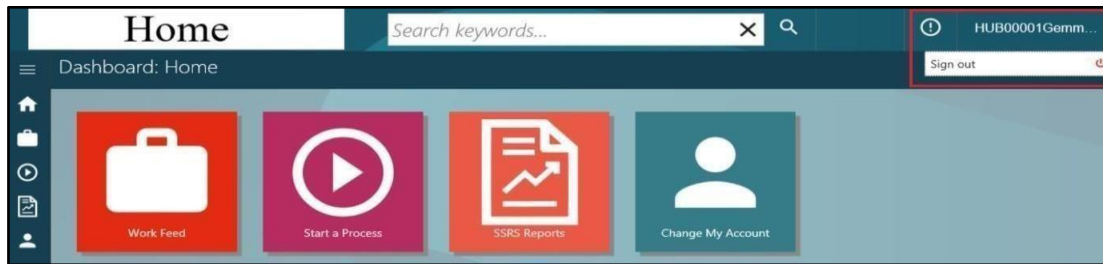 Home
Search keywords...
HUB00001Gemm...
Sign out
Dashboard: Home
Work Feed
Start a Process
SSRS Reports
Change My Account